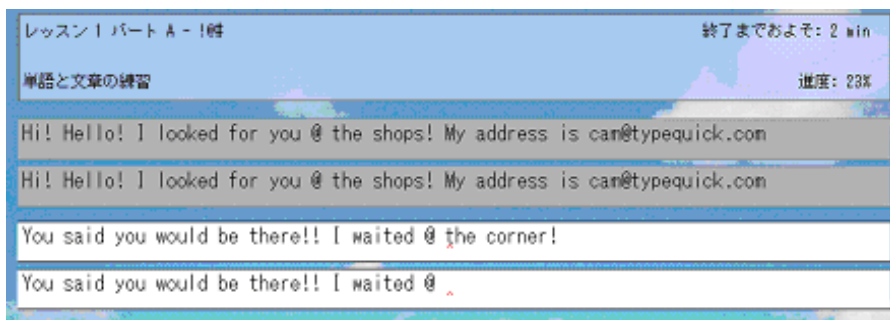 レッスン 1 パート A - !@#
終了までおよそ: 2 min
単語と文章の練習
進度: 23%
Hi! Hello! I looked for you @ the shops! My address is cam@typequick.com
Hi! Hello! I looked for you @ the shops! My address is cam@typequick.com
You said you would be there!! I waited @ the corner!
You said you would be there!! I waited @